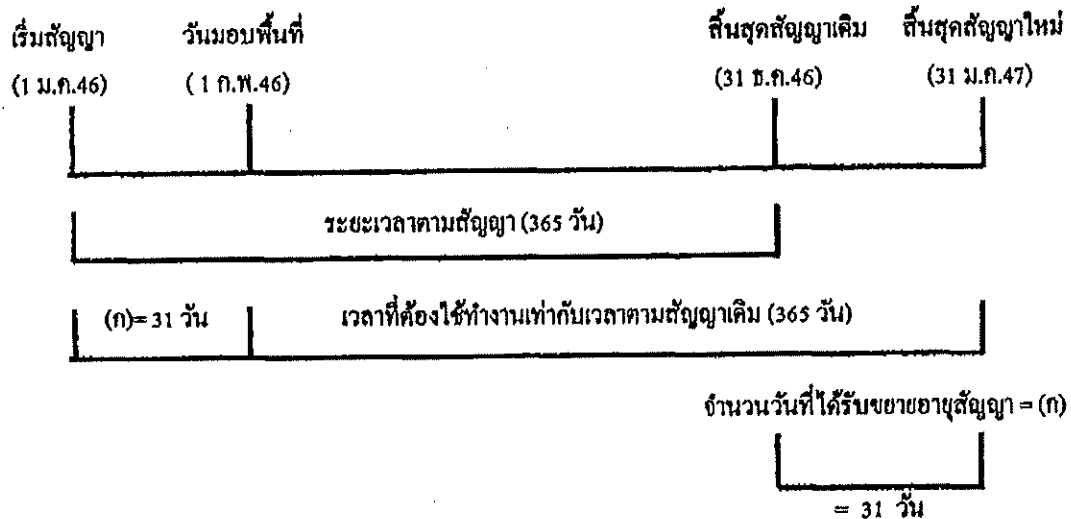 เริ่มสัญญา วันมอบพื้นที่ สิ้นสุดสัญญาเดิม สิ้นสุดสัญญาใหม่
(1 ม.ค.46) ( 1 ก.พ.46) (31 ธ.ค.46) (31 ม.ค.47)
ระยะเวลาตามสัญญา (365 วัน)
(ก)= 31 วัน เวลาที่ต้องใช้ทำงานเท่ากับเวลาตามสัญญาเดิม (365 วัน)
จำนวนวันที่ได้รับขยายอายุสัญญา = (ก)
= 31 วัน